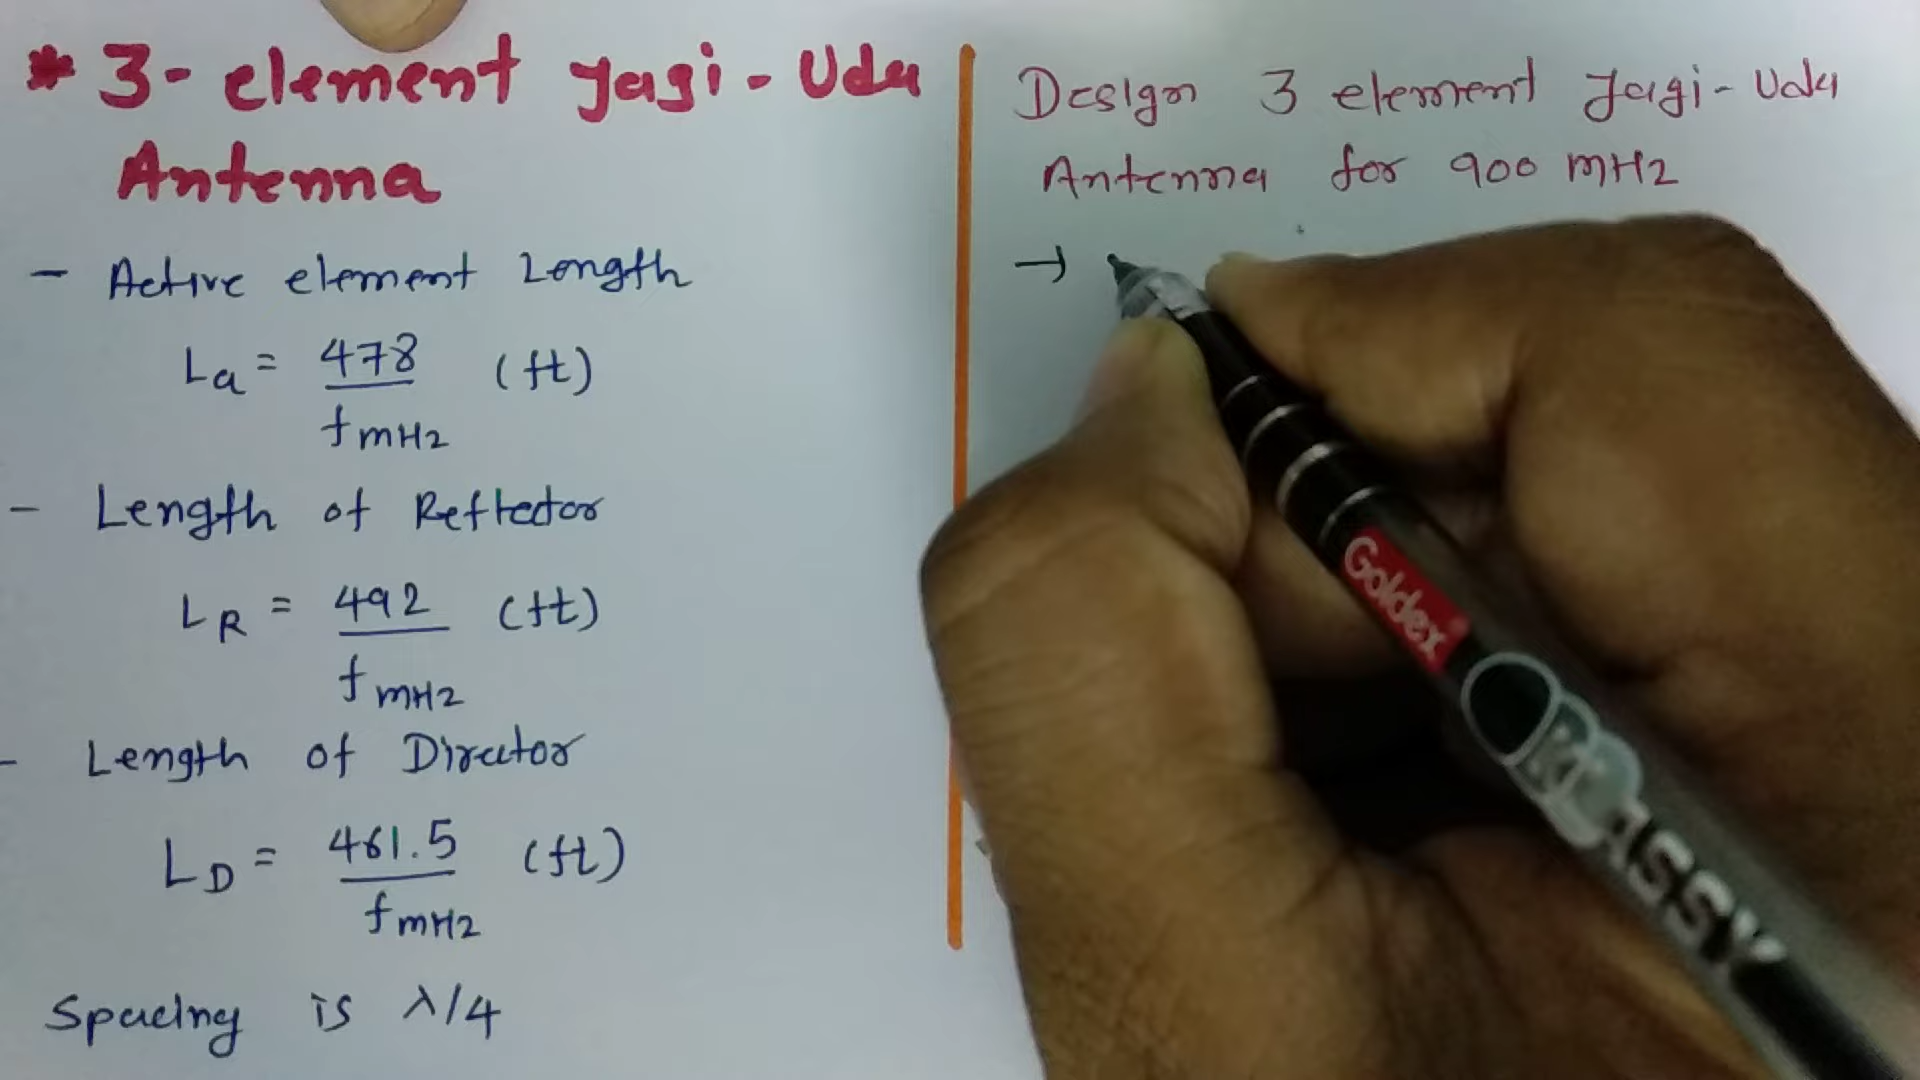 * 3-element Yagi-Uda
Antenna
- Active element Length
La = 478 / fMHz (ft)
- Length of Reflector
LR = 492 / fMHz (ft)
- Length of Director
LD = 461.5 / fMHz (ft)
Spacing is λ/4
Design 3 element Yagi-Uda
Antenna for 900 MHz
→
Goldex
KLASSY